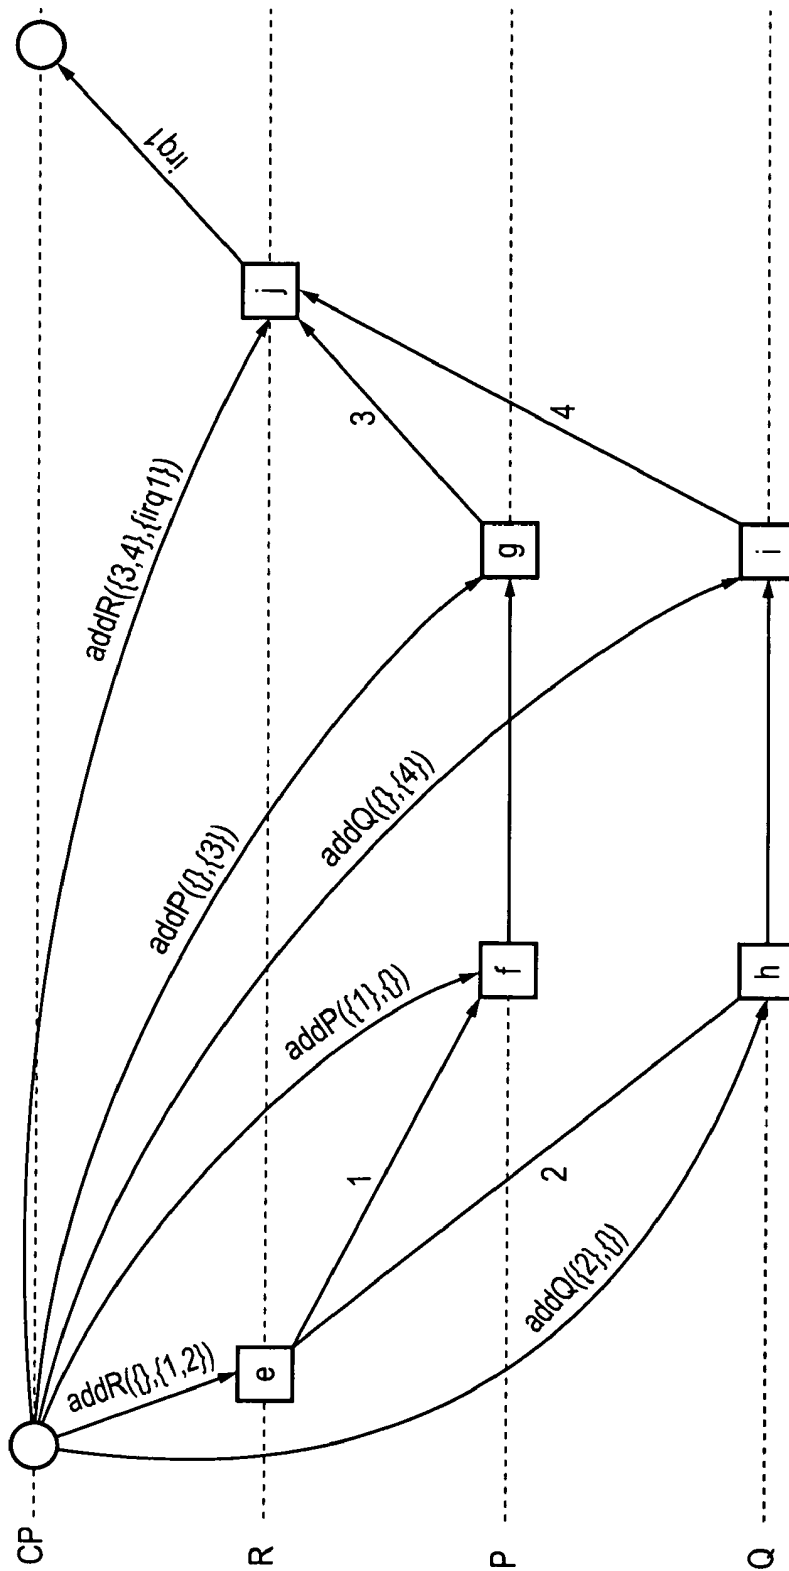 CP
R
P
Q
addR({},{1,2})
addQ({2},{})
addP({1},{})
addQ({},{4})
addP({},{3})
addR({3,4},{irq1})
irq1
1
2
3
4
e
f
g
h
i
j